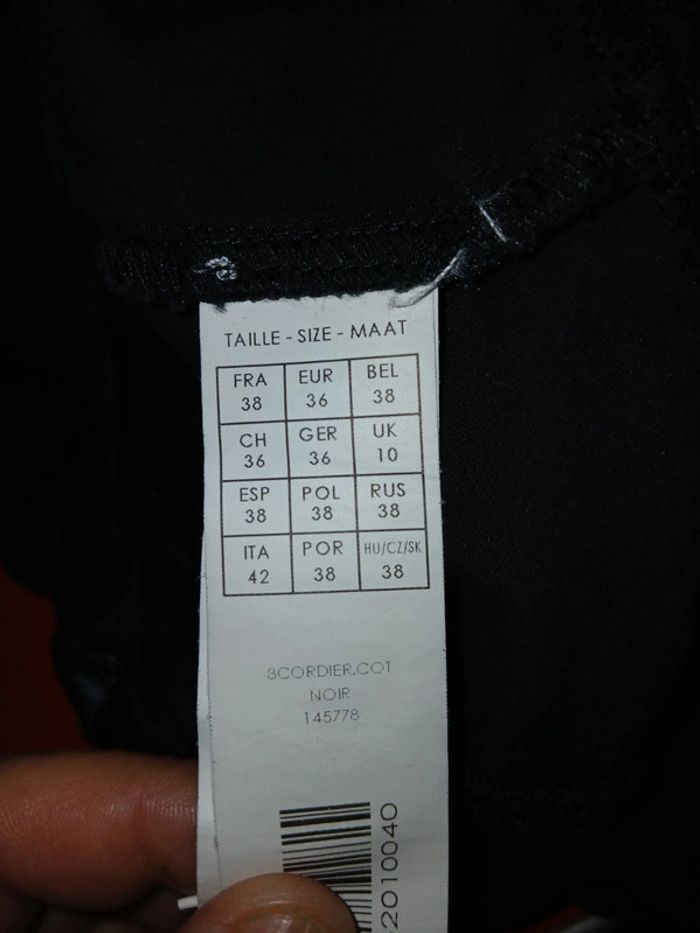 TAILLE - SIZE - MAAT
FRA EUR BEL
38 36 38
CH GER UK
36 36 10
ESP POL RUS
38 38 38
ITA POR HU/CZ/SK
42 38 38
3CORDIER.COT
NOIR
145778
2010040